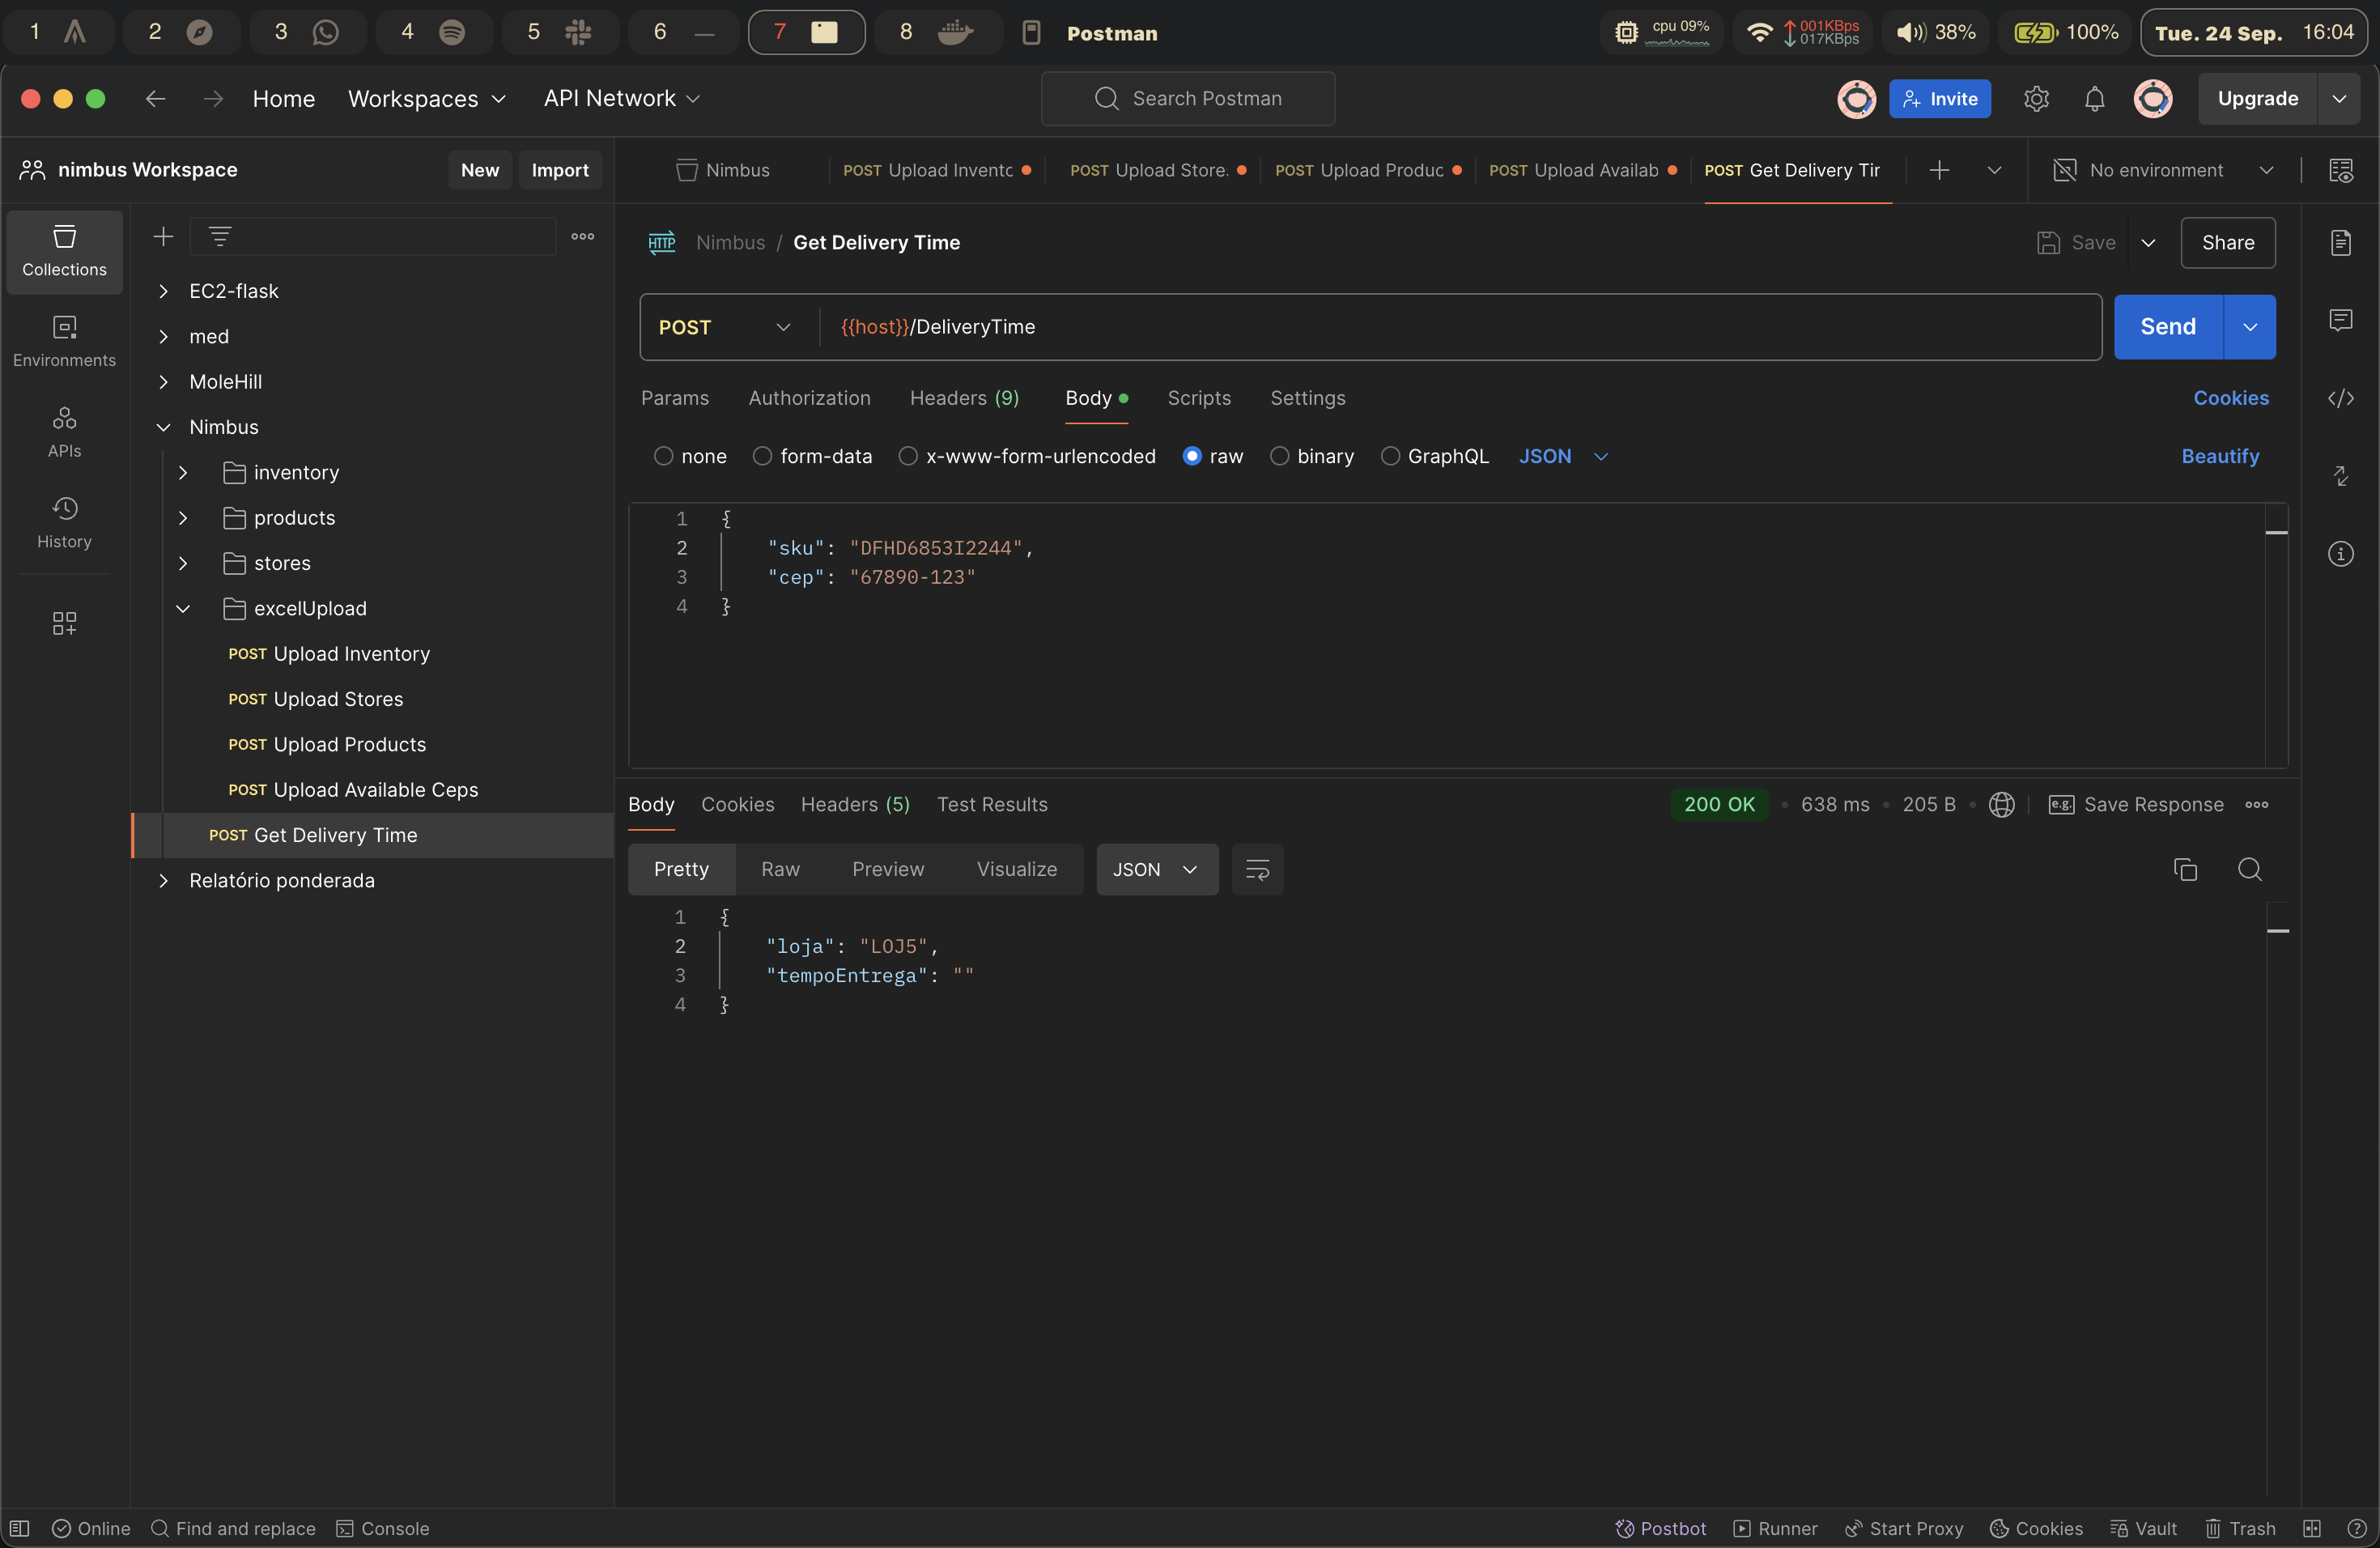 1 2 3 4 5 6 7 8 Postman cpu 09% 001KBps 017KBps 38% 100% Tue. 24 Sep. 16:04
Home Workspaces API Network Search Postman Invite Upgrade
nimbus Workspace New Import
Nimbus POST Upload Invento POST Upload Store. POST Upload Produc POST Upload Availab POST Get Delivery Tir No environment
Collections
Environments
APIs
History
EC2-flask
med
MoleHill
Nimbus
inventory
products
stores
excelUpload
POST Upload Inventory
POST Upload Stores
POST Upload Products
POST Upload Available Ceps
POST Get Delivery Time
Relatório ponderada
HTTP Nimbus / Get Delivery Time Save Share
POST {{host}}/DeliveryTime Send
Params Authorization Headers (9) Body Scripts Settings Cookies
none form-data x-www-form-urlencoded raw binary GraphQL JSON Beautify
1 {
2 "sku": "DFHD6853I2244",
3 "cep": "67890-123"
4 }
Body Cookies Headers (5) Test Results 200 OK 638 ms 205 B e.g. Save Response
Pretty Raw Preview Visualize JSON
1 {
2 "loja": "LOJ5",
3 "tempoEntrega": ""
4 }
Online Find and replace Console Postbot Runner Start Proxy Cookies Vault Trash